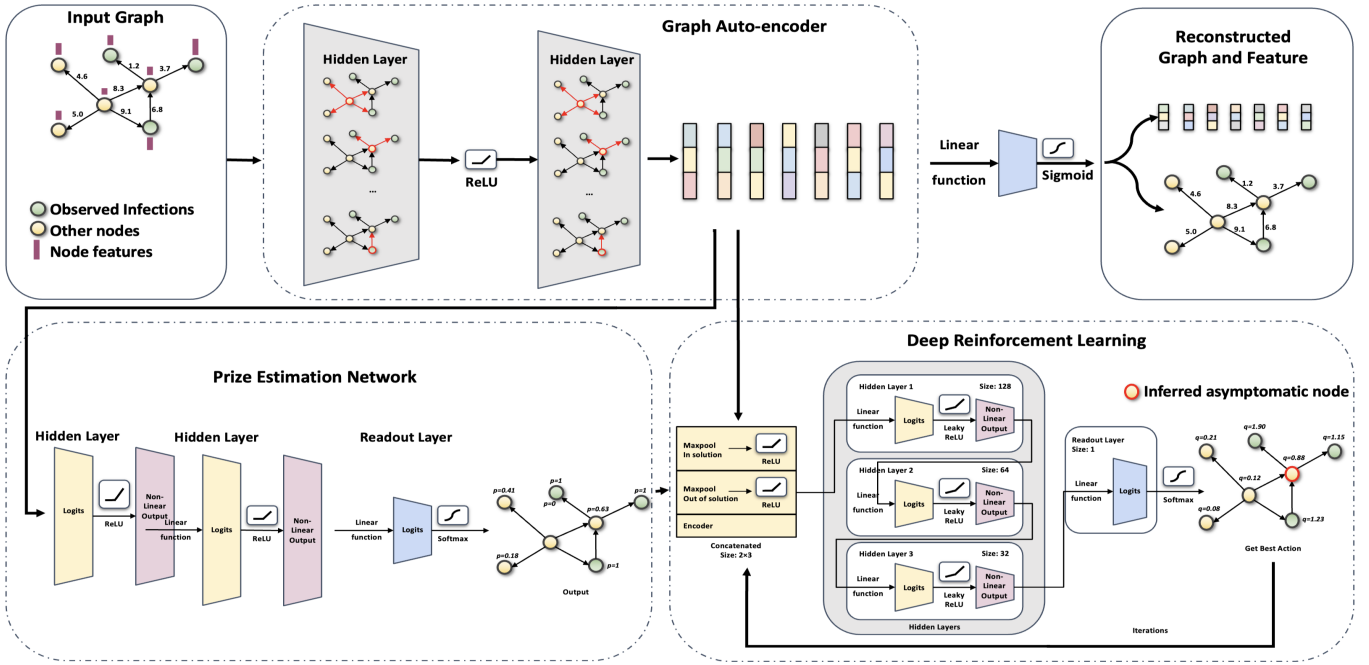 Input Graph
4.6
1.2
3.7
8.3
5.0
9.1
6.8
Observed Infections
Other nodes
Node features
Graph Auto-encoder
Hidden Layer
...
ReLU
Hidden Layer
...
Linear
function
Sigmoid
Reconstructed
Graph and Feature
4.6
1.2
3.7
8.3
5.0
9.1
6.8
Prize Estimation Network
Hidden Layer
Logits
ReLU
Non-
Linear
Output
Hidden Layer
Linear
function
Logits
ReLU
Non-
Linear
Output
Readout Layer
Linear
function
Logits
Softmax
p=0.41
p=1
p=0
p=1
p=0.63
p=0.18
p=1
Output
Deep Reinforcement Learning
Maxpool
In solution
ReLU
Maxpool
Out of solution
ReLU
Encoder
Concatenated
Size: 2×3
Hidden Layer 1
Size: 128
Linear
function
Logits
Leaky
ReLU
Non-
Linear
Output
Hidden Layer 2
Size: 64
Linear
function
Logits
Leaky
ReLU
Non-
Linear
Output
Hidden Layer 3
Size: 32
Linear
function
Logits
Leaky
ReLU
Non-
Linear
Output
Hidden Layers
Readout Layer
Size: 1
Linear
function
Logits
Softmax
Inferred asymptomatic node
q=0.21
q=1.90
q=1.15
q=0.88
q=0.12
q=0.08
q=1.23
Get Best Action
Iterations